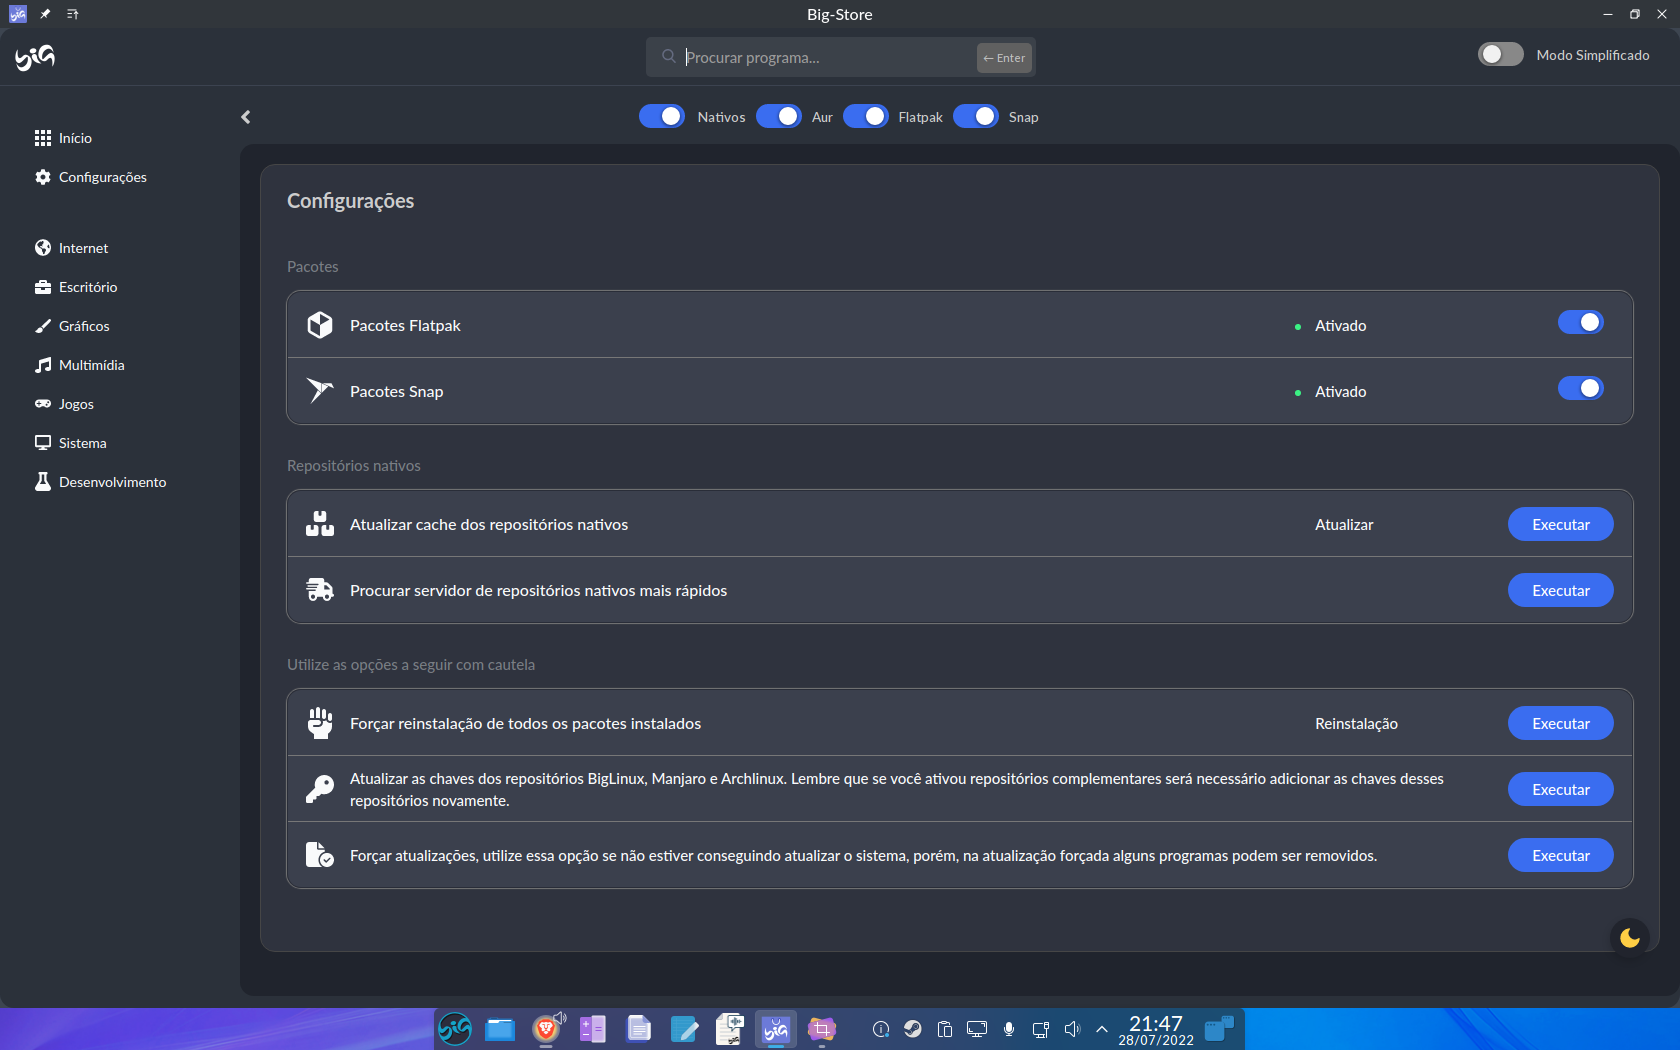 Big-Store
Procurar programa...
← Enter
Modo Simplificado
Nativos
Aur
Flatpak
Snap
Início
Configurações
Internet
Escritório
Gráficos
Multimídia
Jogos
Sistema
Desenvolvimento
Configurações
Pacotes
Pacotes Flatpak
Ativado
Pacotes Snap
Ativado
Repositórios nativos
Atualizar cache dos repositórios nativos
Atualizar
Executar
Procurar servidor de repositórios nativos mais rápidos
Executar
Utilize as opções a seguir com cautela
Forçar reinstalação de todos os pacotes instalados
Reinstalação
Executar
Atualizar as chaves dos repositórios BigLinux, Manjaro e Archlinux. Lembre que se você ativou repositórios complementares será necessário adicionar as chaves desses
repositórios novamente.
Executar
Forçar atualizações, utilize essa opção se não estiver conseguindo atualizar o sistema, porém, na atualização forçada alguns programas podem ser removidos.
Executar
21:47
28/07/2022